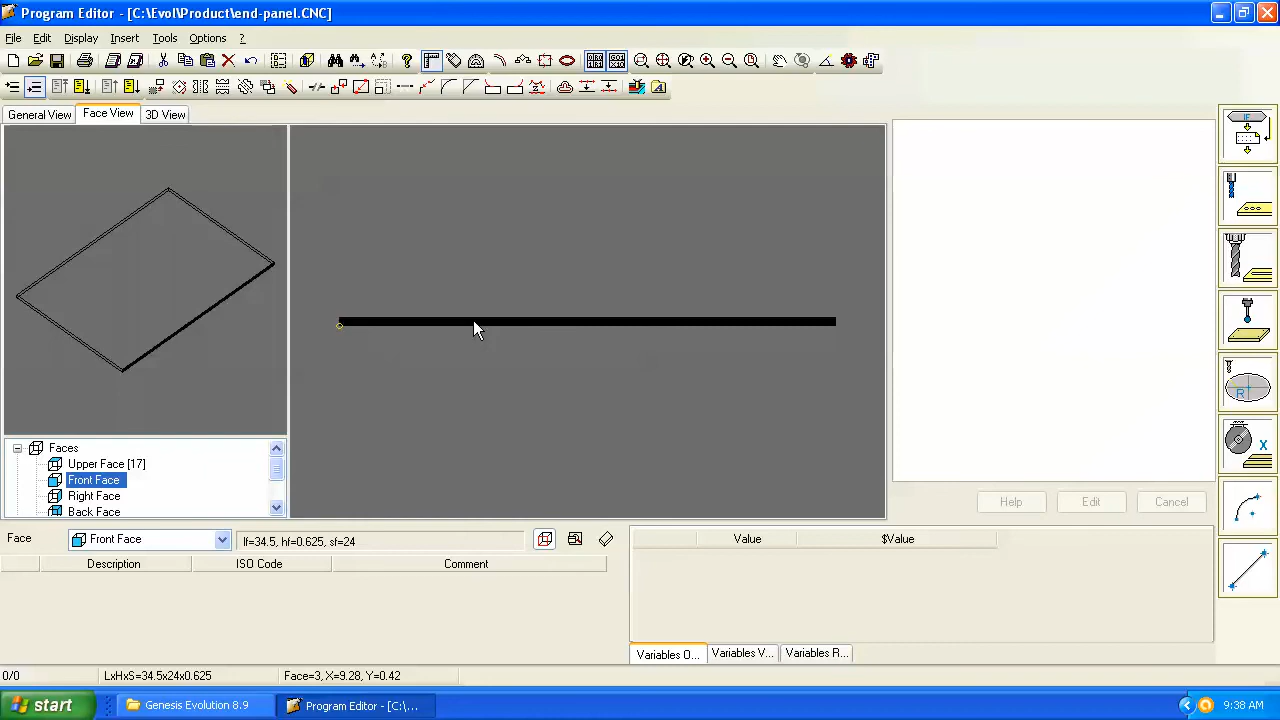 Program Editor - [C:\Evol\Product\end-panel.CNC]
File Edit Display Insert Tools Options ?
General View Face View 3D View
Faces
Upper Face [17]
Front Face
Right Face
Back Face
IF
R
X
Help Edit Cancel
Face Front Face lf=34.5, hf=0.625, sf=24
Description ISO Code Comment
Value $Value
Variables O... Variables V... Variables R...
0/0 LxHxS=34.5x24x0.625 Face=3, X=9.28, Y=0.42
start Genesis Evolution 8.9 Program Editor - [C:\... 9:38 AM